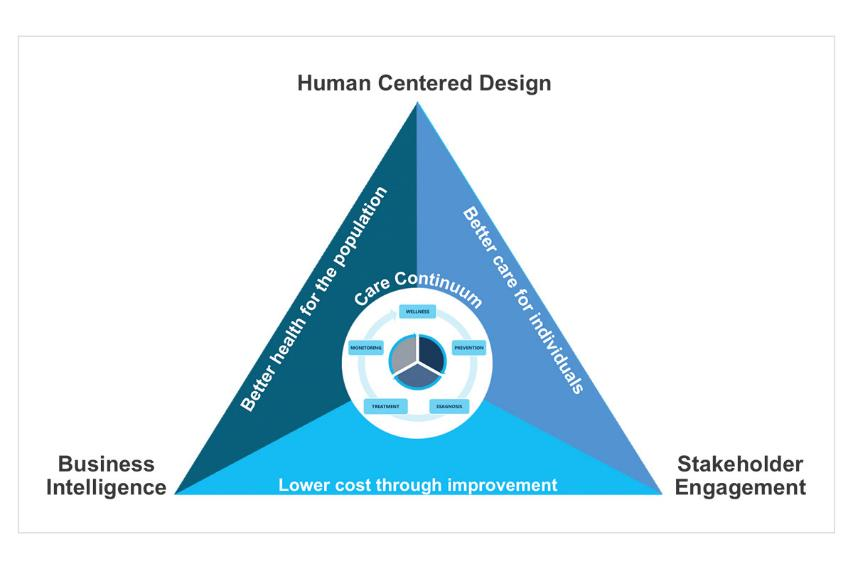 Human Centered Design
Better health for the population
Better care for individuals
Care Continuum
WELLNESS
MONITORING
PREVENTION
TREATMENT
DIAGNOSIS
Business
Intelligence
Lower cost through improvement
Stakeholder
Engagement